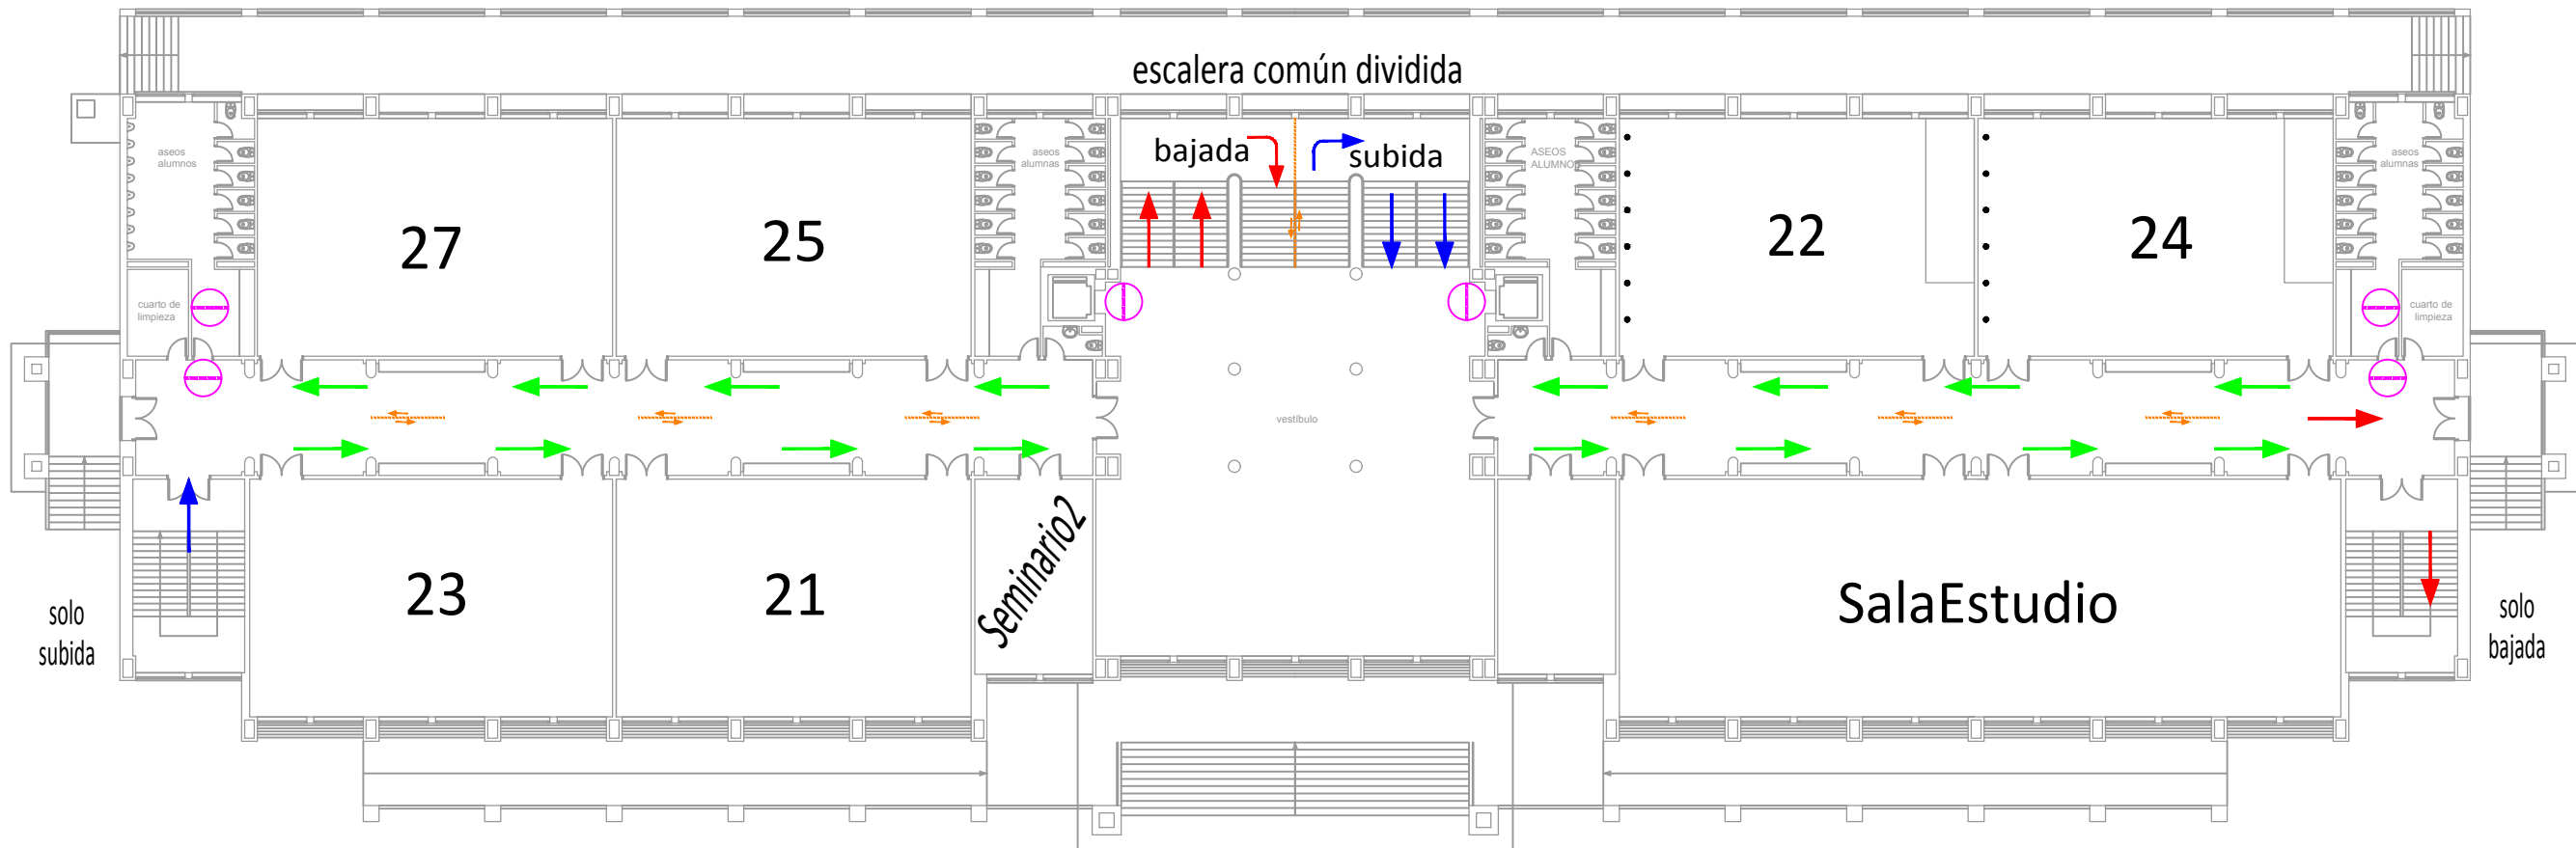 escalera común dividida
bajada
subida
aseos
alumnos
aseos
alumnas
ASEOS
ALUMNOS
aseos
alumnas
27
25
22
24
cuarto de
limpieza
cuarto de
limpieza
vestíbulo
23
21
Seminario2
SalaEstudio
solo
subida
solo
bajada